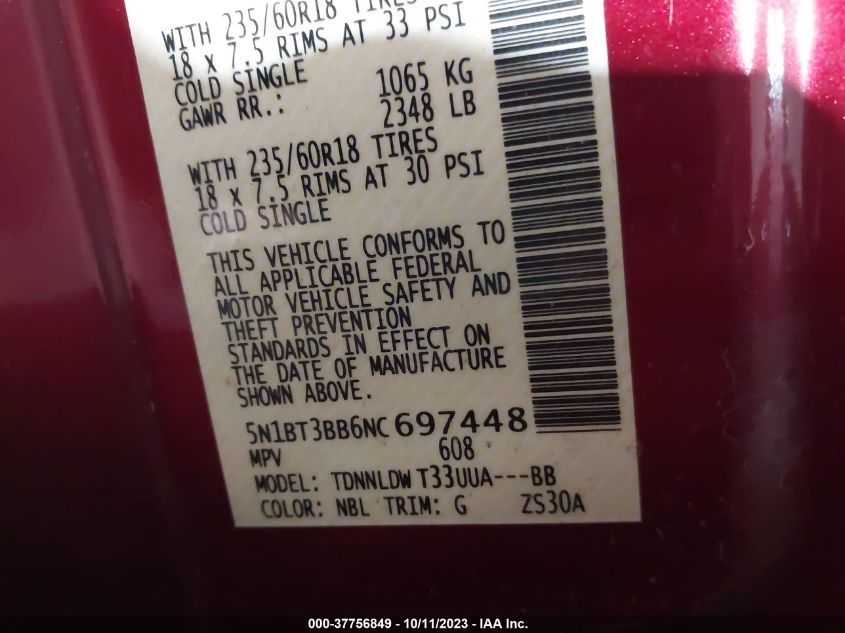 WITH 235/60R18 TIRES
18 X 7.5 RIMS AT 33 PSI
COLD SINGLE
GAWR RR.: 1065 KG
2348 LB
WITH 235/60R18 TIRES
18 X 7.5 RIMS AT 30 PSI
COLD SINGLE
THIS VEHICLE CONFORMS TO
ALL APPLICABLE FEDERAL
MOTOR VEHICLE SAFETY AND
THEFT PREVENTION
STANDARDS IN EFFECT ON
THE DATE OF MANUFACTURE
SHOWN ABOVE.
5N1BT3BB6NC697448
MPV 608
MODEL: TDNNLDW T33UUA---BB
COLOR: NBL TRIM: G ZS30A
000-37756849 - 10/11/2023 - IAA Inc.